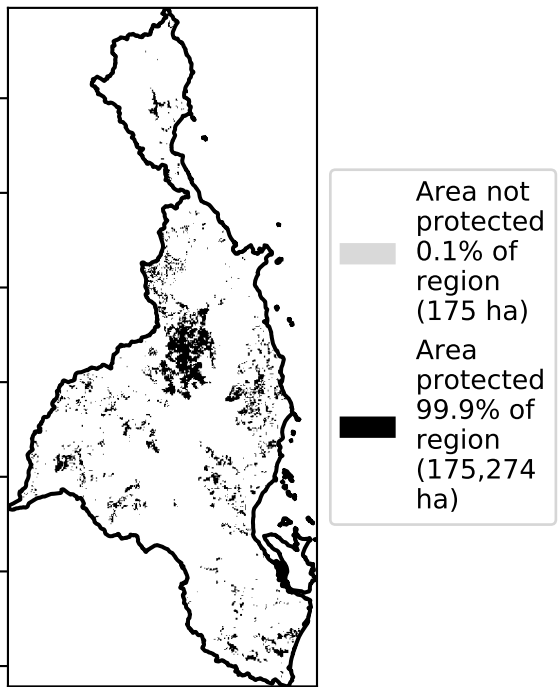 Area not
protected
0.1% of
region
(175 ha)
Area
protected
99.9% of
region
(175,274
ha)